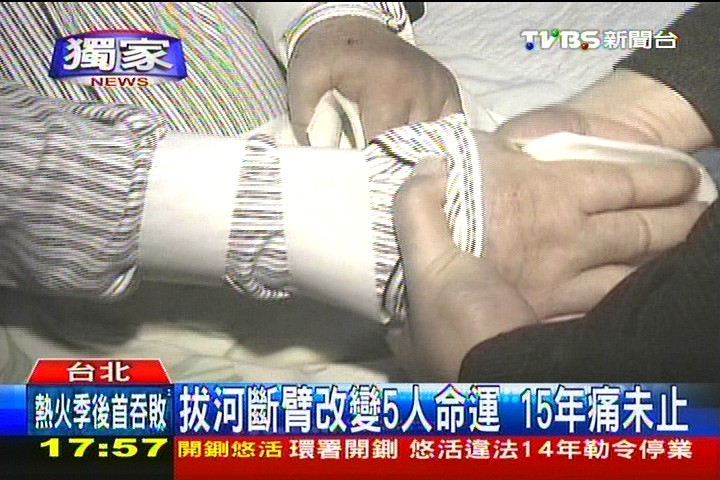 獨家
NEWS
TVBS新聞台
台北
熱火季後首吞敗
拔河斷臂改變5人命運 15年痛未止
17:57
開鍘悠活 環署開鍘 悠活違法14年勒令停業